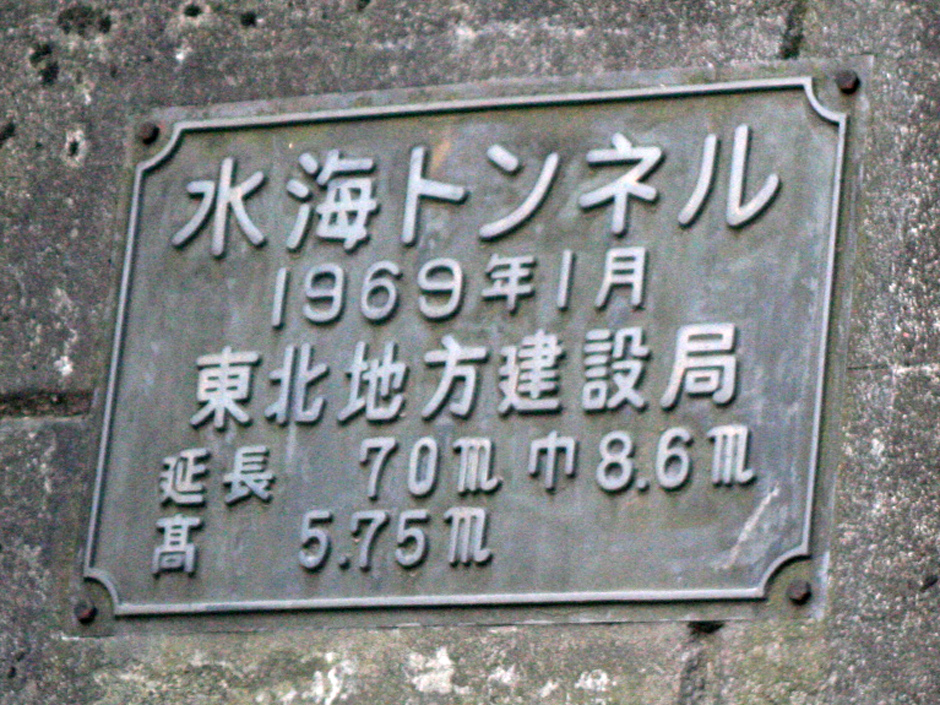 水海トンネル
1969年1月
東北地方建設局
延長 70m 巾8.6m
髙 5.75m